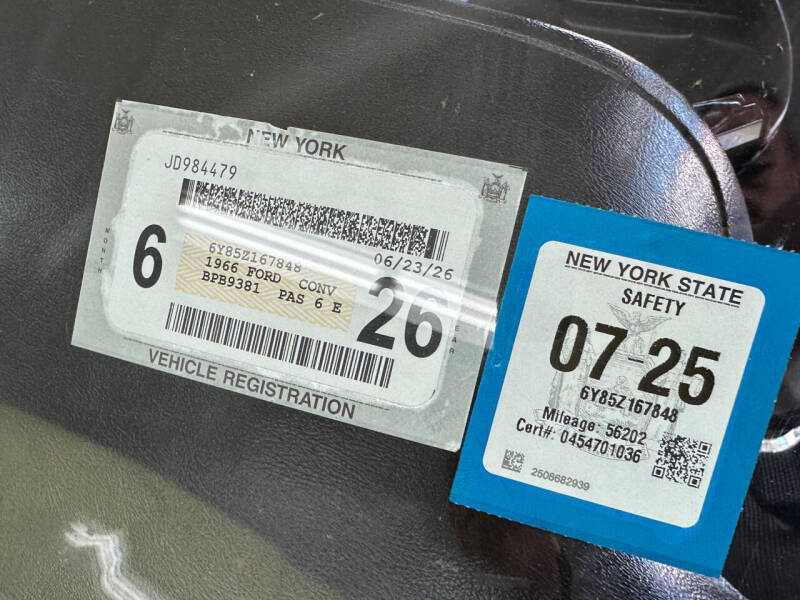 NEW YORK
JD984479
06/23/26
MONTH
6
6Y85Z167848
1966 FORD CONV
BPB9381 PAS 6 E
26
YEAR
VEHICLE REGISTRATION
NEW YORK STATE
SAFETY
07-25
6Y85Z167848
Mileage: 56202
Cert#: 0454701036
2508682939